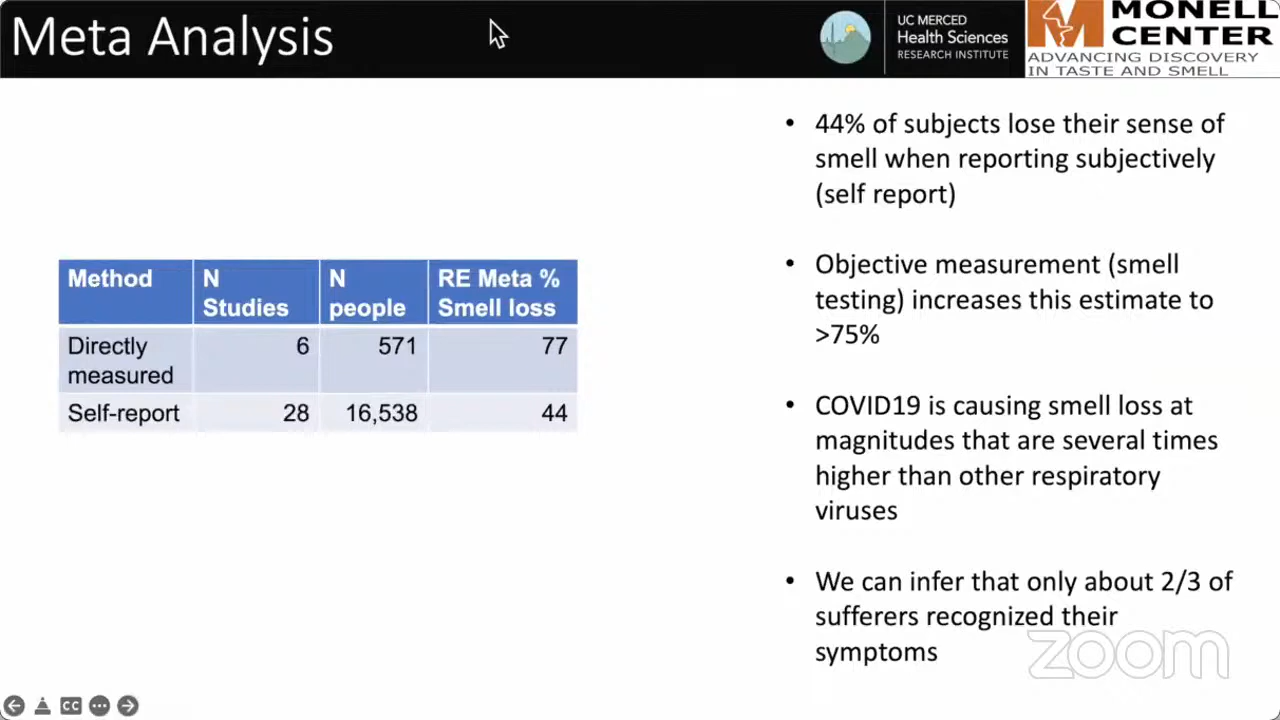 Meta Analysis
UC MERCED
Health Sciences
RESEARCH INSTITUTE
MONELL
CENTER
ADVANCING DISCOVERY
IN TASTE AND SMELL
Method
N
Studies
N
people
RE Meta %
Smell loss
Directly
measured
6
571
77
Self-report
28
16,538
44
• 44% of subjects lose their sense of
smell when reporting subjectively
(self report)
• Objective measurement (smell
testing) increases this estimate to
>75%
• COVID19 is causing smell loss at
magnitudes that are several times
higher than other respiratory
viruses
• We can infer that only about 2/3 of
sufferers recognized their
symptoms
zoom
CC